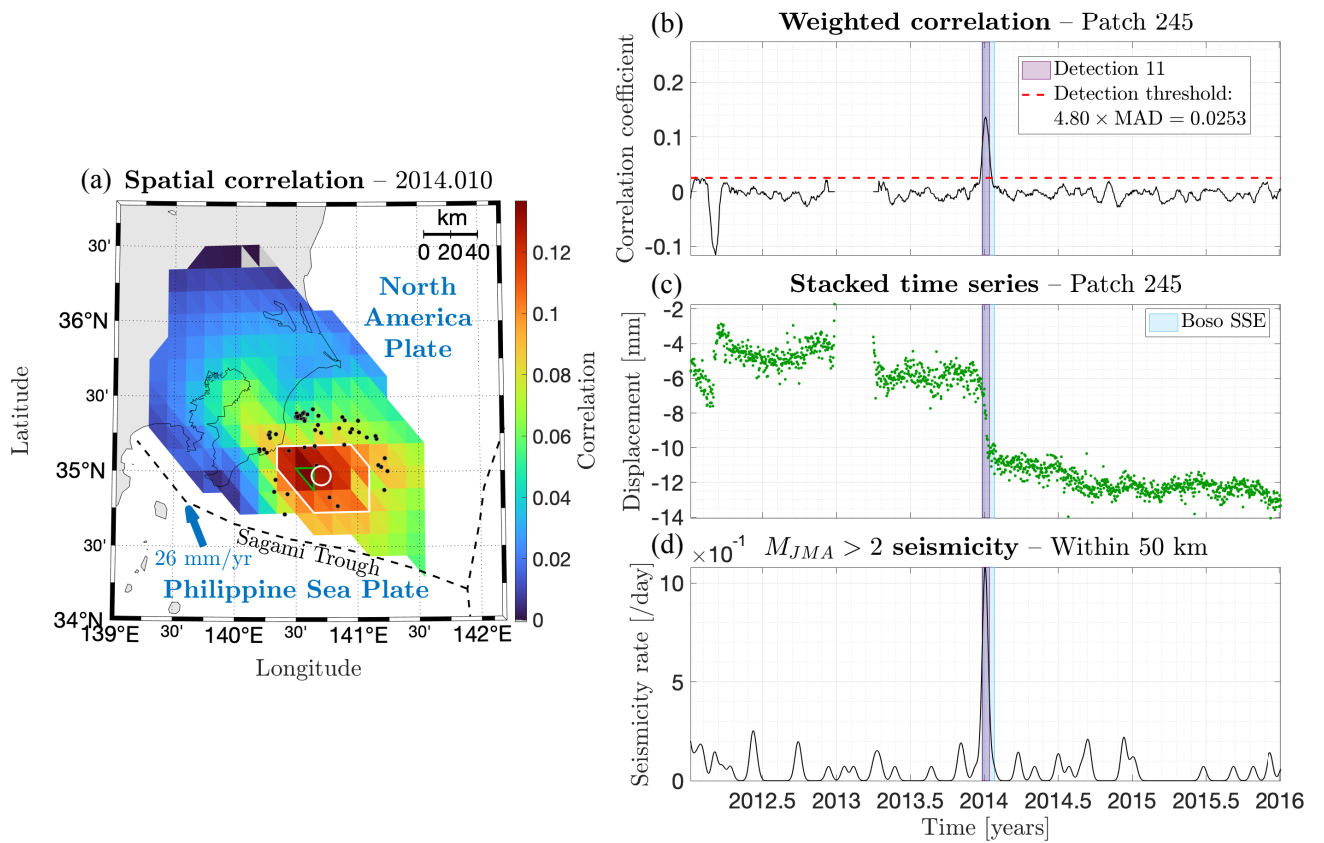 (a) Spatial correlation – 2014.010
km
0 20 40
30'
36°N
30'
35°N
30'
34°N
139°E
30'
140°E
30'
141°E
30'
142°E
Latitude
Longitude
North
America
Plate
26 mm/yr
Sagami Trough
Philippine Sea Plate
0.12
0.1
0.08
0.06
0.04
0.02
0
Correlation
(b) Weighted correlation – Patch 245
Correlation coefficient
0.2
0.1
0
-0.1
Detection 11
Detection threshold:
4.80 × MAD = 0.0253
(c) Stacked time series – Patch 245
Displacement [mm]
-2
-4
-6
-8
-10
-12
-14
Boso SSE
(d) ×10⁻¹ M_JMA > 2 seismicity – Within 50 km
Seismicity rate [/day]
10
5
0
2012.5
2013
2013.5
2014
2014.5
2015
2015.5
2016
Time [years]